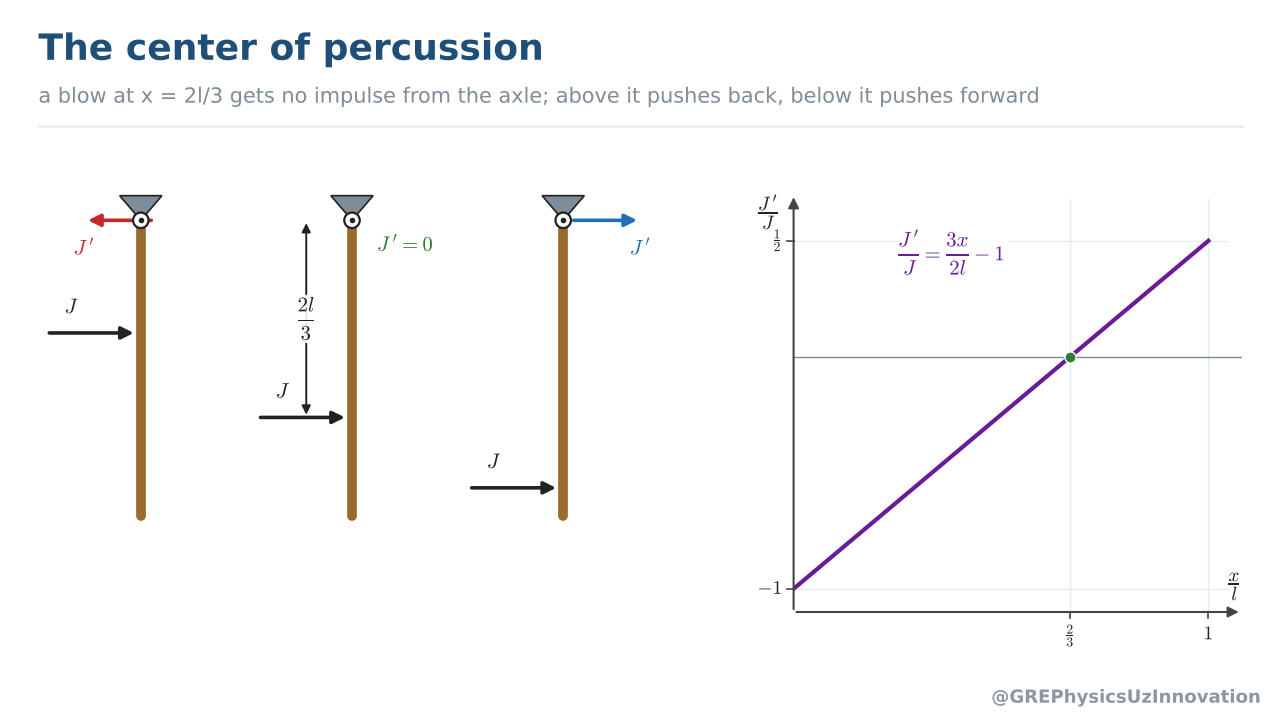 The center of percussion
a blow at x = 2l/3 gets no impulse from the axle; above it pushes back, below it pushes forward
J′
J
J′ = 0
2l/3
J
J′
J
J′/J
1/2
J′/J = 3x/2l − 1
−1
x/l
2/3
1
@GREPhysicsUzInnovation